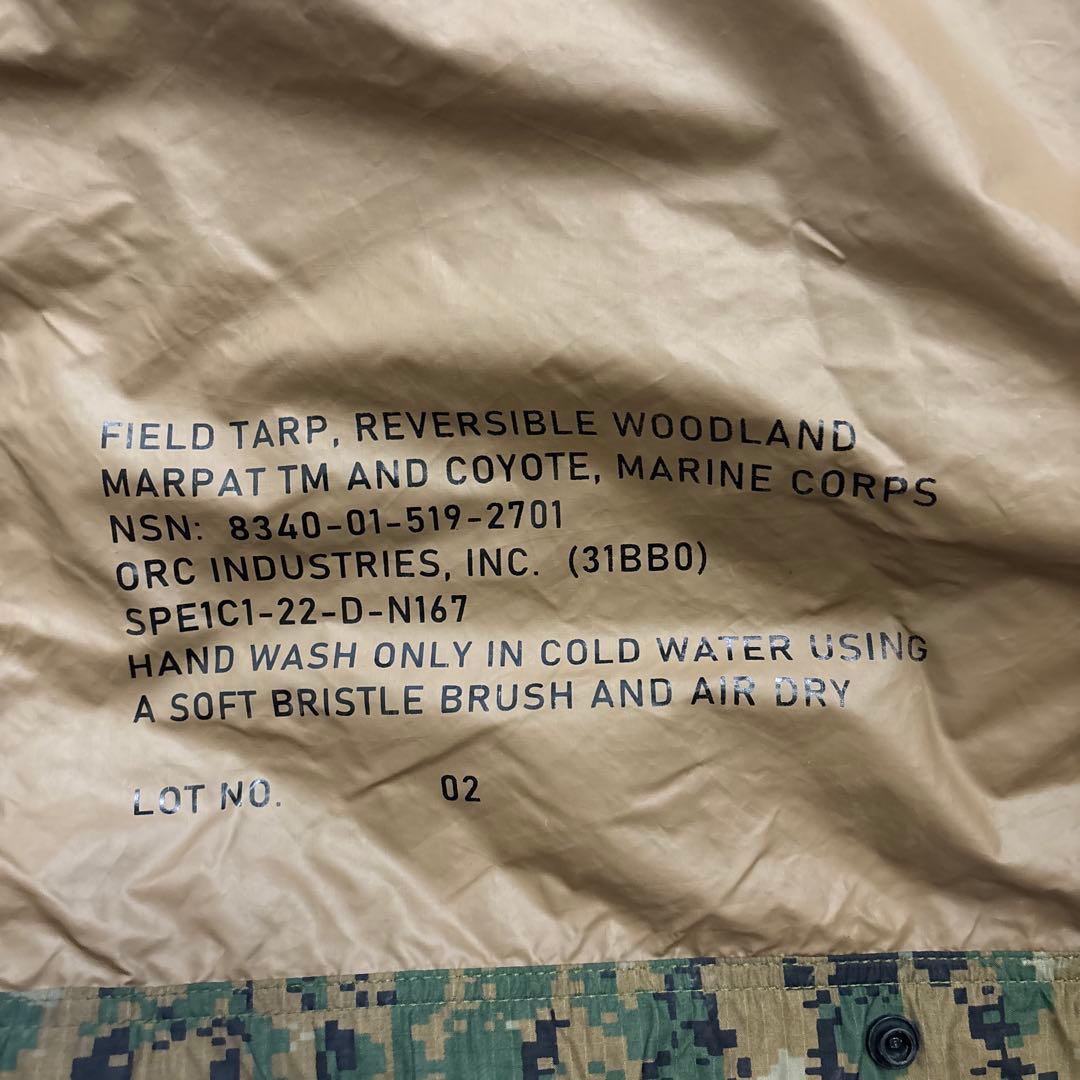 FIELD TARP, REVERSIBLE WOODLAND
MARPAT TM AND COYOTE, MARINE CORPS
NSN: 8340-01-519-2701
ORC INDUSTRIES, INC. (31BB0)
SPE1C1-22-D-N167
HAND WASH ONLY IN COLD WATER USING
A SOFT BRISTLE BRUSH AND AIR DRY
LOT NO. 02